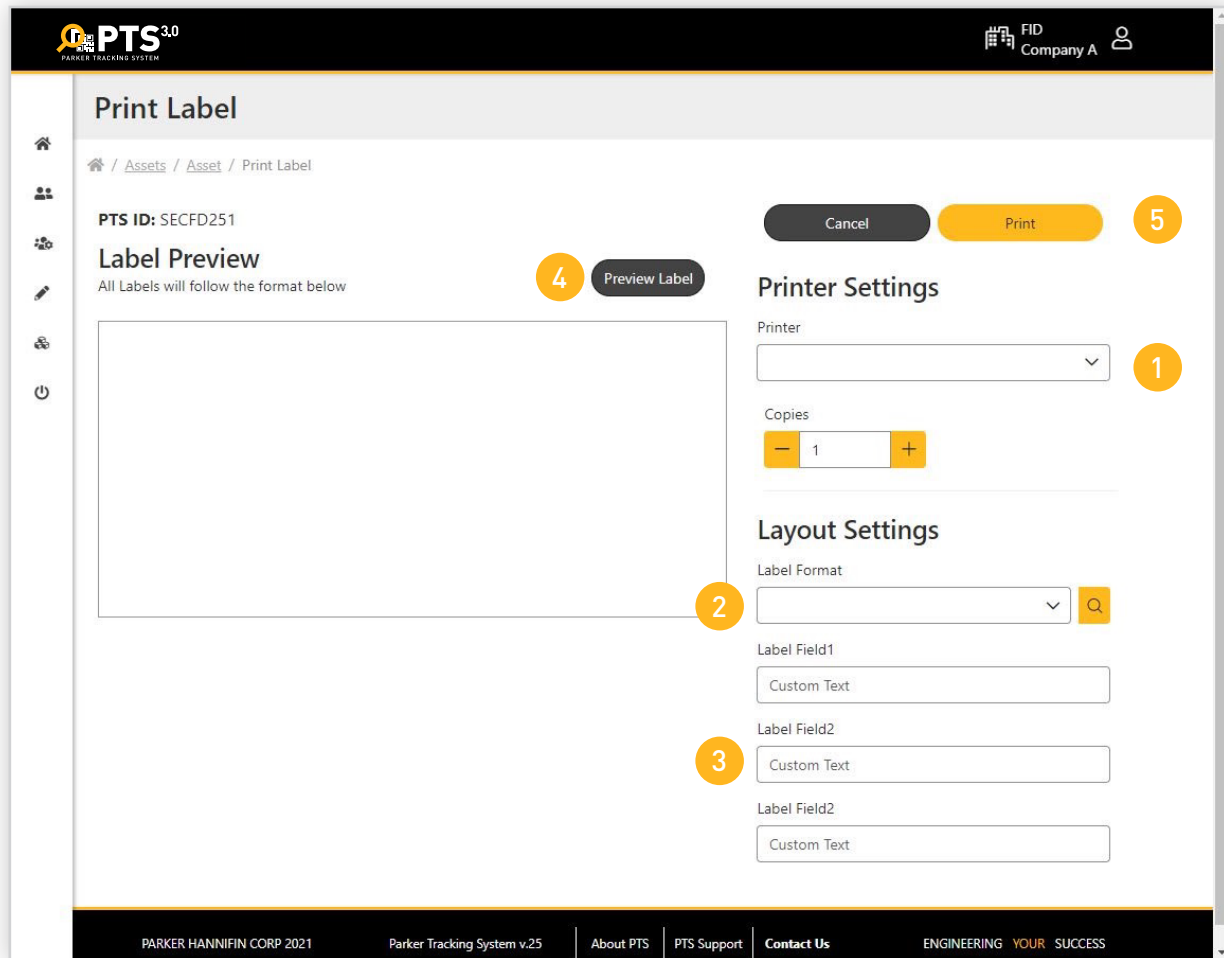 PTS 3.0
PARKER TRACKING SYSTEM
FID
Company A
Print Label
/ Assets / Asset / Print Label
PTS ID: SECFD251
Cancel
Print
5
Label Preview
All Labels will follow the format below
4
Preview Label
Printer Settings
Printer
1
Copies
1
Layout Settings
Label Format
2
Label Field1
Custom Text
Label Field2
3
Custom Text
Label Field2
Custom Text
PARKER HANNIFIN CORP 2021
Parker Tracking System v.25
About PTS
PTS Support
Contact Us
ENGINEERING YOUR SUCCESS